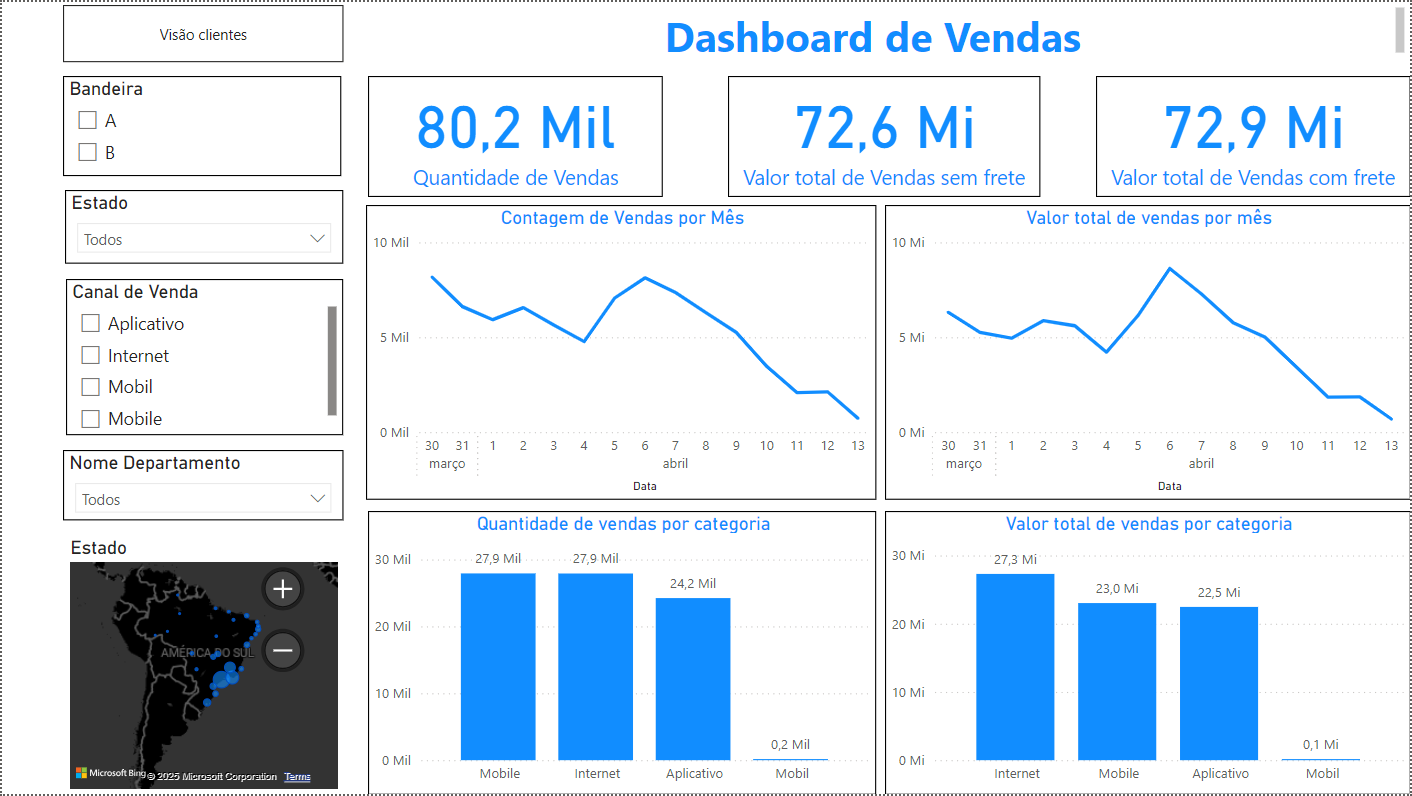 Visão clientes
Dashboard de Vendas
Bandeira
A
B
Estado
Todos
Canal de Venda
Aplicativo
Internet
Mobil
Mobile
Nome Departamento
Todos
Estado
AMÉRICA DO SUL
Microsoft Bing
© 2025 Microsoft Corporation Terms
80,2 Mil
Quantidade de Vendas
72,6 Mi
Valor total de Vendas sem frete
72,9 Mi
Valor total de Vendas com frete
Contagem de Vendas por Mês
10 Mil
5 Mil
0 Mil
30 31 1 2 3 4 5 6 7 8 9 10 11 12 13
março abril
Data
Valor total de vendas por mês
10 Mi
5 Mi
0 Mi
30 31 1 2 3 4 5 6 7 8 9 10 11 12 13
março abril
Data
Quantidade de vendas por categoria
30 Mil
20 Mil
10 Mil
0 Mil
27,9 Mil 27,9 Mil 24,2 Mil 0,2 Mil
Mobile Internet Aplicativo Mobil
Valor total de vendas por categoria
30 Mi
20 Mi
10 Mi
0 Mi
27,3 Mi 23,0 Mi 22,5 Mi 0,1 Mi
Internet Mobile Aplicativo Mobil